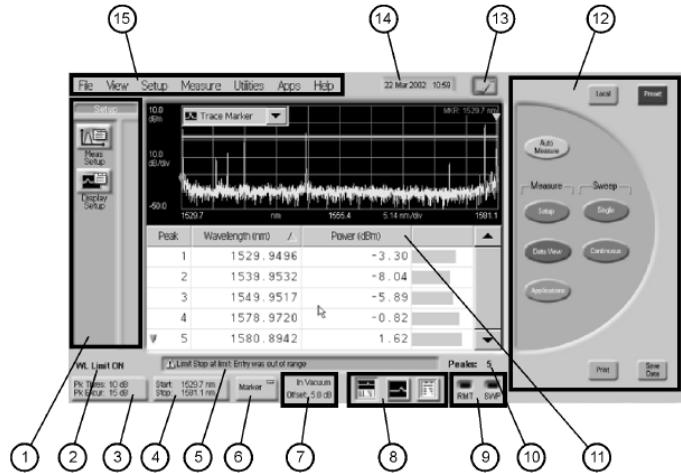 15
14
13
12
File View Setup Measure Utilities Apps Help
22 Mar 2002 10:59
Local
Preset
Setup
10.0
dBm
Trace Marker
MKR: 1529.7 nm
Meas
Setup
10.0
dB/div
Auto
Measure
Display
Setup
Measure
Sweep
Setup
Single
-50.0
1529.7 nm 1555.4 5.14 nm/div 1581.1
Peak Wavelength (nm) Power (dBm)
1 1529.9496 -3.30
2 1539.9532 -8.04
3 1549.9517 -5.89
4 1578.9720 -0.82
5 1580.8942 1.62
Data View
Continuous
Applications
WL Limit ON
Limit Stop at limit: Entry was out of range
Peaks: 5
Pk Thres: 10 dB
Pk Excur: 15 dB
Start: 1529.7 nm
Stop: 1581.1 nm
Marker
In Vacuum
Offset: 5.0 dB
RMT SWP
Print
Save
Data
1 2 3 4 5 6 7 8 9 10 11